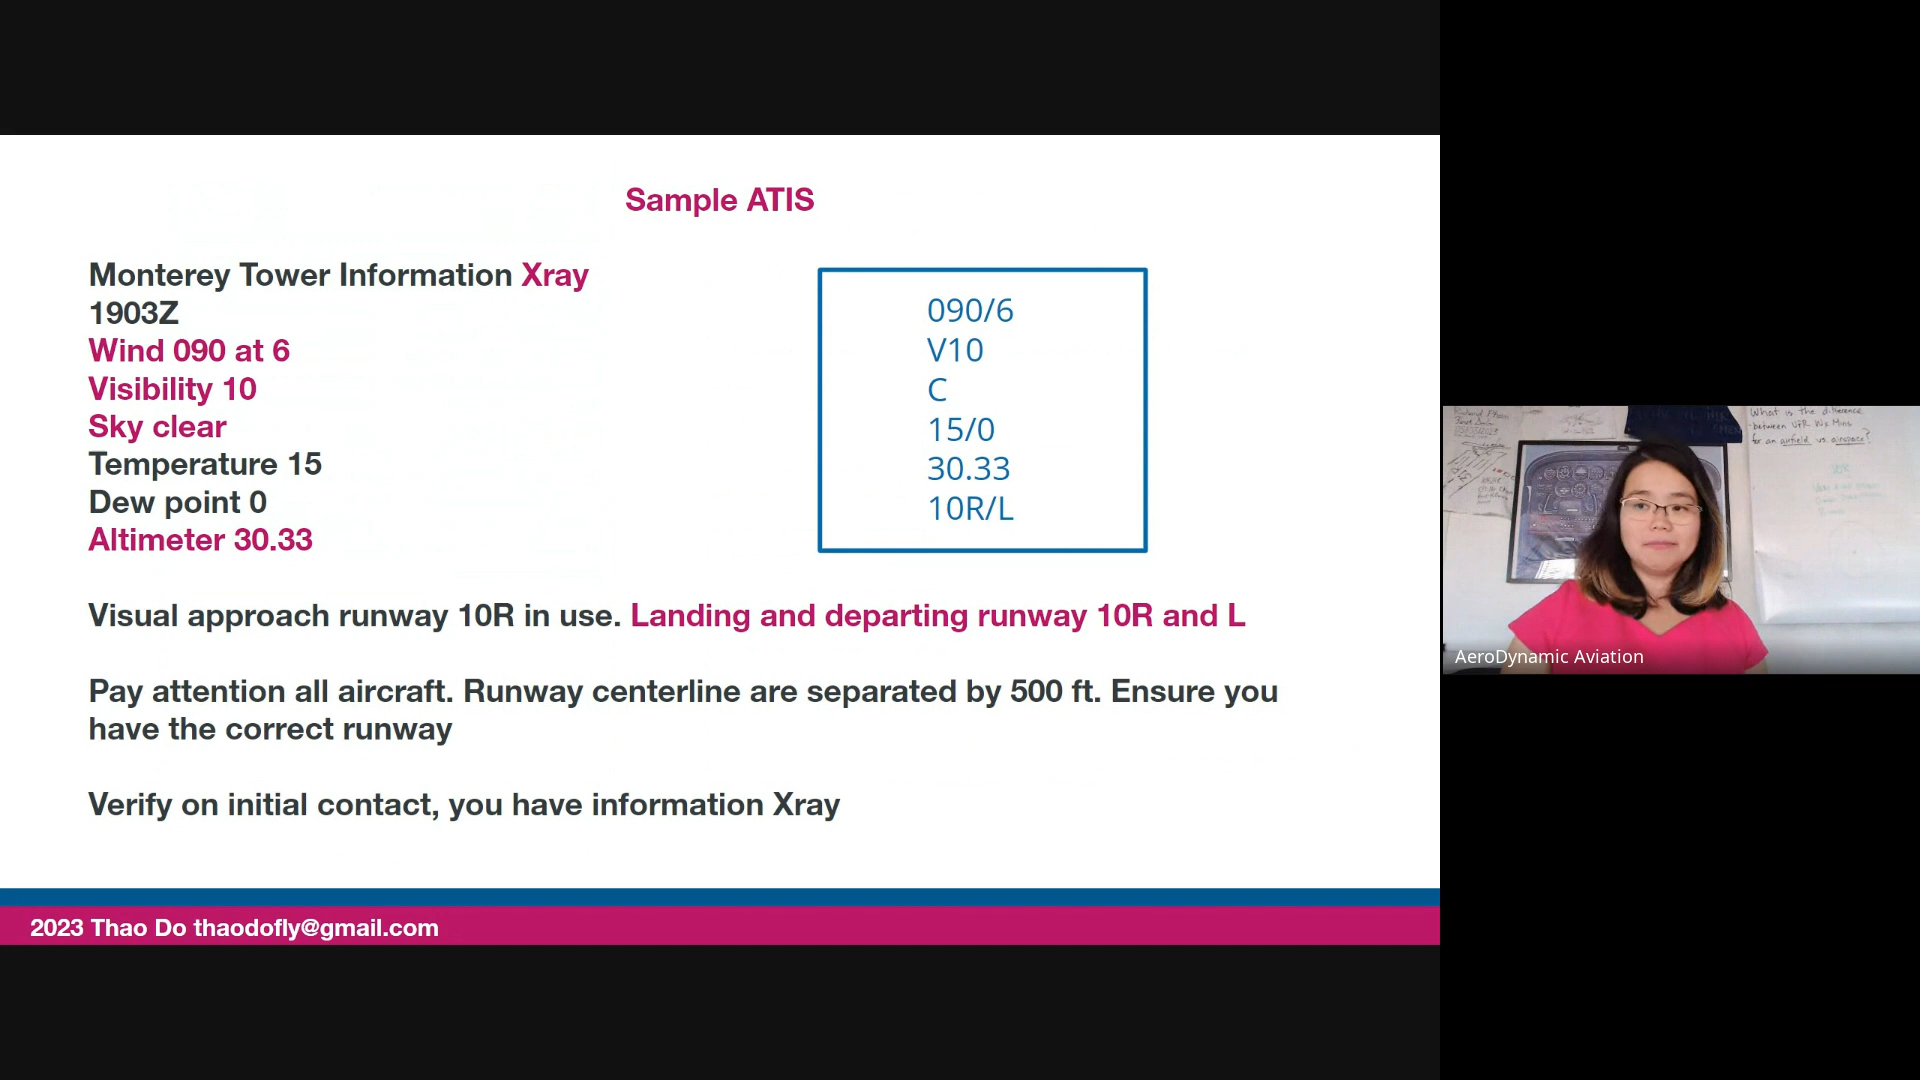 Sample ATIS
Monterey Tower Information Xray
1903Z
Wind 090 at 6
Visibility 10
Sky clear
Temperature 15
Dew point 0
Altimeter 30.33
090/6
V10
C
15/0
30.33
10R/L
Visual approach runway 10R in use. Landing and departing runway 10R and L
Pay attention all aircraft. Runway centerline are separated by 500 ft. Ensure you
have the correct runway
Verify on initial contact, you have information Xray
2023 Thao Do thaodofly@gmail.com
What is the difference
between VFR Wx Mins
for an airfield vs. airspace?
AeroDynamic Aviation